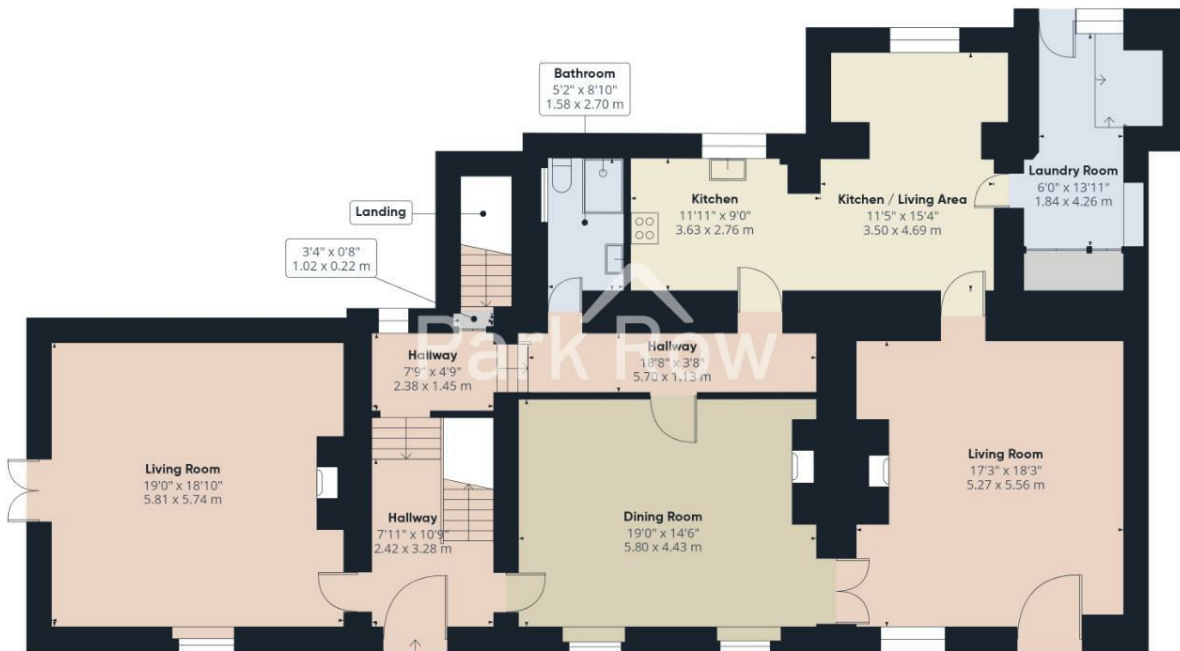 Bathroom
5'2" x 8'10"
1.58 x 2.70 m
Landing
3'4" x 0'8"
1.02 x 0.22 m
Kitchen
11'11" x 9'0"
3.63 x 2.76 m
Kitchen / Living Area
11'5" x 15'4"
3.50 x 4.69 m
Laundry Room
6'0" x 13'11"
1.84 x 4.26 m
Hallway
7'9" x 4'9"
2.38 x 1.45 m
Hallway
18'8" x 3'8"
5.70 x 1.13 m
Park Row
Living Room
19'0" x 18'10"
5.81 x 5.74 m
Hallway
7'11" x 10'9"
2.42 x 3.28 m
Dining Room
19'0" x 14'6"
5.80 x 4.43 m
Living Room
17'3" x 18'3"
5.27 x 5.56 m